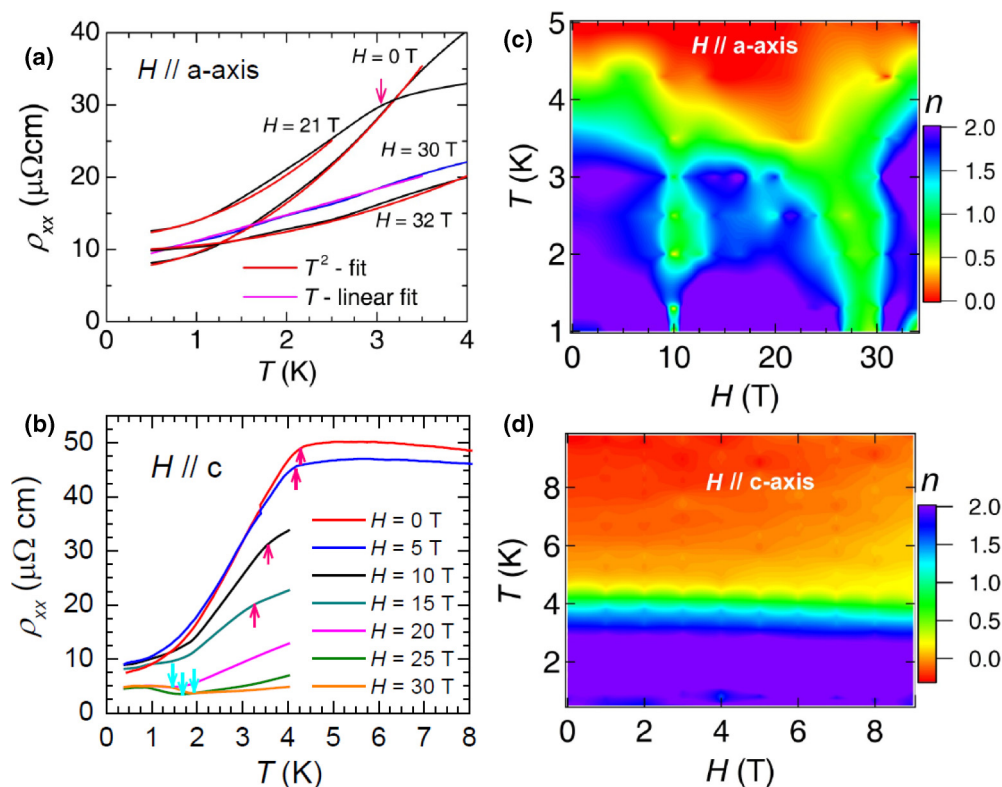 (a)
H // a-axis
H = 0 T
H = 21 T
H = 30 T
H = 32 T
T² - fit
T - linear fit
40
30
20
10
0
ρxx (μΩcm)
0 1 2 3 4
T (K)
(c)
H // a-axis
5
4
3
2
1
T (K)
0 10 20 30
H (T)
n
2.0
1.5
1.0
0.5
0.0
(b)
H // c
50
40
30
20
10
0
ρxx (μΩ cm)
H = 0 T
H = 5 T
H = 10 T
H = 15 T
H = 20 T
H = 25 T
H = 30 T
0 1 2 3 4 5 6 7 8
T (K)
(d)
H // c-axis
8
6
4
2
T (K)
0 2 4 6 8
H (T)
n
2.0
1.5
1.0
0.5
0.0